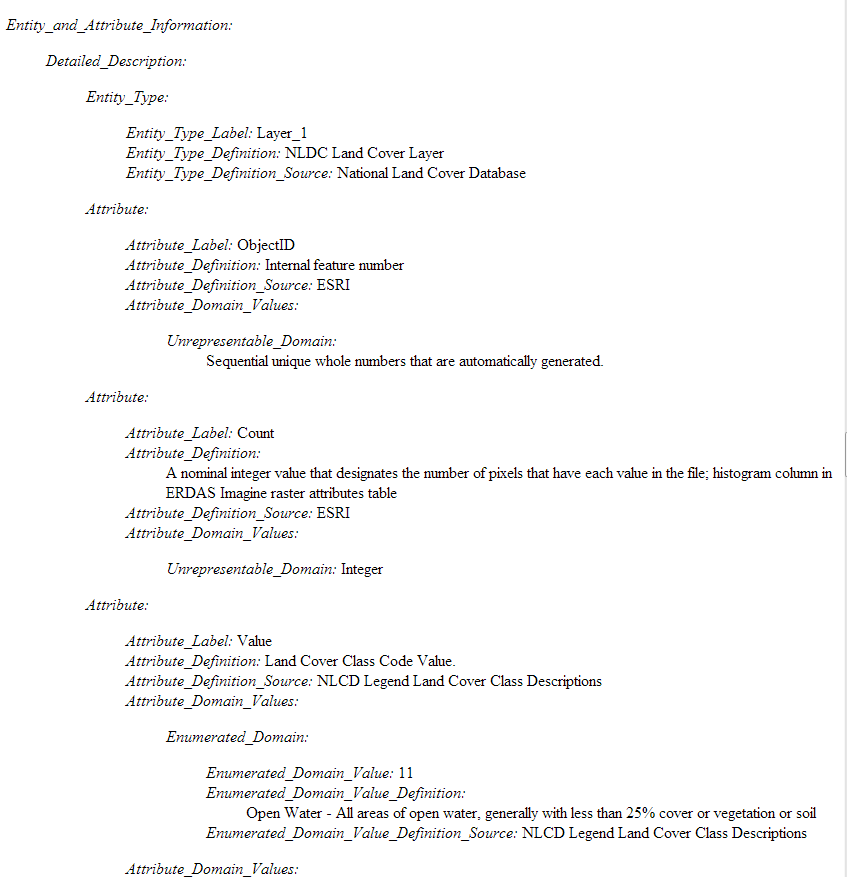 Entity_and_Attribute_Information:
Detailed_Description:
Entity_Type:
Entity_Type_Label: Layer_1
Entity_Type_Definition: NLDC Land Cover Layer
Entity_Type_Definition_Source: National Land Cover Database
Attribute:
Attribute_Label: ObjectID
Attribute_Definition: Internal feature number
Attribute_Definition_Source: ESRI
Attribute_Domain_Values:
Unrepresentable_Domain:
Sequential unique whole numbers that are automatically generated.
Attribute:
Attribute_Label: Count
Attribute_Definition:
A nominal integer value that designates the number of pixels that have each value in the file; histogram column in
ERDAS Imagine raster attributes table
Attribute_Definition_Source: ESRI
Attribute_Domain_Values:
Unrepresentable_Domain: Integer
Attribute:
Attribute_Label: Value
Attribute_Definition: Land Cover Class Code Value.
Attribute_Definition_Source: NLCD Legend Land Cover Class Descriptions
Attribute_Domain_Values:
Enumerated_Domain:
Enumerated_Domain_Value: 11
Enumerated_Domain_Value_Definition:
Open Water - All areas of open water, generally with less than 25% cover or vegetation or soil
Enumerated_Domain_Value_Definition_Source: NLCD Legend Land Cover Class Descriptions
Attribute_Domain_Values: